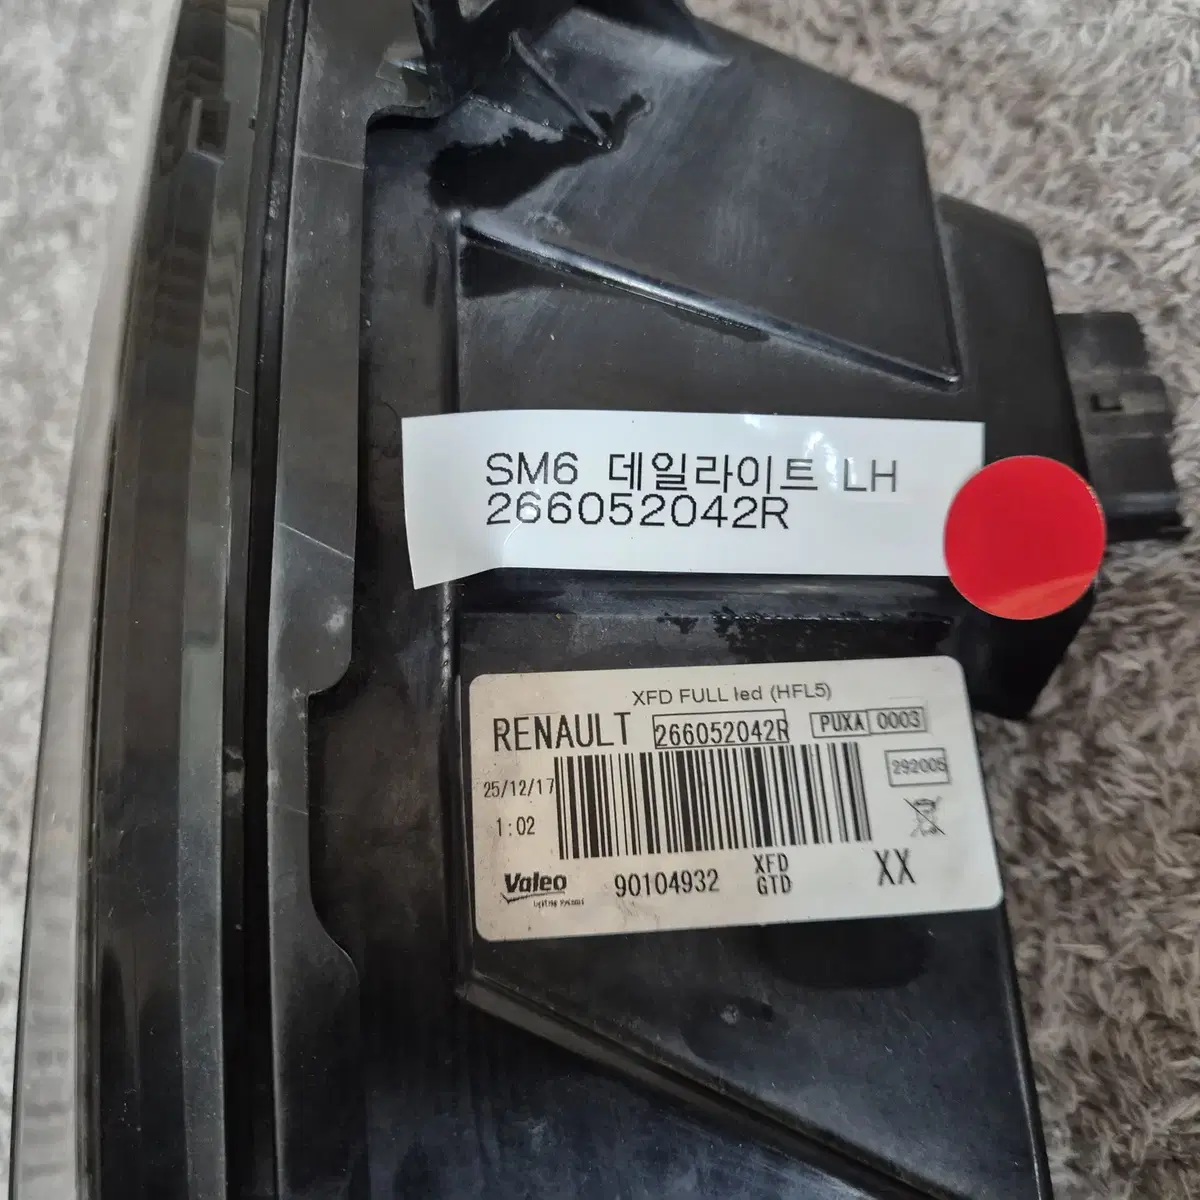 SM6 데일라이트 LH
266052042R
XFD FULL led (HFL5)
RENAULT 266052042R PUXA 0003
292005
25/12/17
1:02
Valeo 90104932 XFD XX
GTD